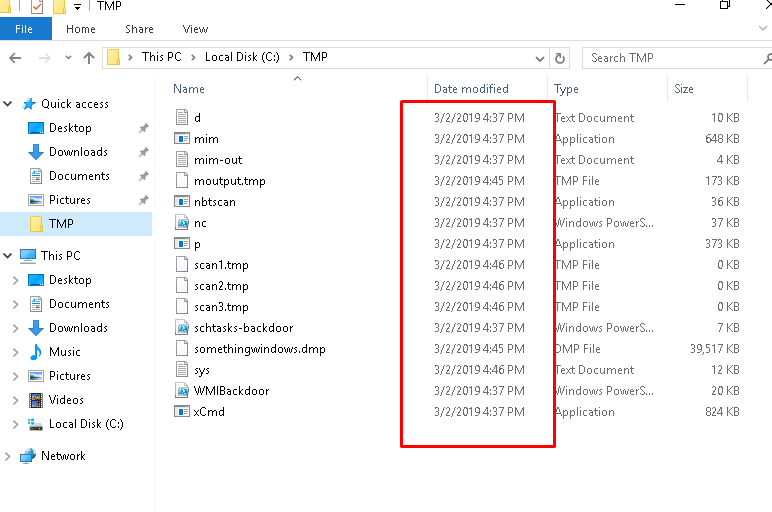 TMP
File Home Share View
This PC Local Disk (C:) TMP Search TMP
Name Date modified Type Size
Quick access
Desktop
Downloads
Documents
Pictures
TMP
This PC
Desktop
Documents
Downloads
Music
Pictures
Videos
Local Disk (C:)
Network
d 3/2/2019 4:37 PM Text Document 10 KB
mim 3/2/2019 4:37 PM Application 648 KB
mim-out 3/2/2019 4:37 PM Text Document 4 KB
moutput.tmp 3/2/2019 4:45 PM TMP File 173 KB
nbtscan 3/2/2019 4:37 PM Application 36 KB
nc 3/2/2019 4:37 PM Windows PowerS... 37 KB
p 3/2/2019 4:37 PM Application 373 KB
scan1.tmp 3/2/2019 4:46 PM TMP File 0 KB
scan2.tmp 3/2/2019 4:46 PM TMP File 0 KB
scan3.tmp 3/2/2019 4:46 PM TMP File 0 KB
schtasks-backdoor 3/2/2019 4:37 PM Windows PowerS... 7 KB
somethingwindows.dmp 3/2/2019 4:45 PM DMP File 39,517 KB
sys 3/2/2019 4:46 PM Text Document 12 KB
WMIBackdoor 3/2/2019 4:37 PM Windows PowerS... 20 KB
xCmd 3/2/2019 4:37 PM Application 824 KB